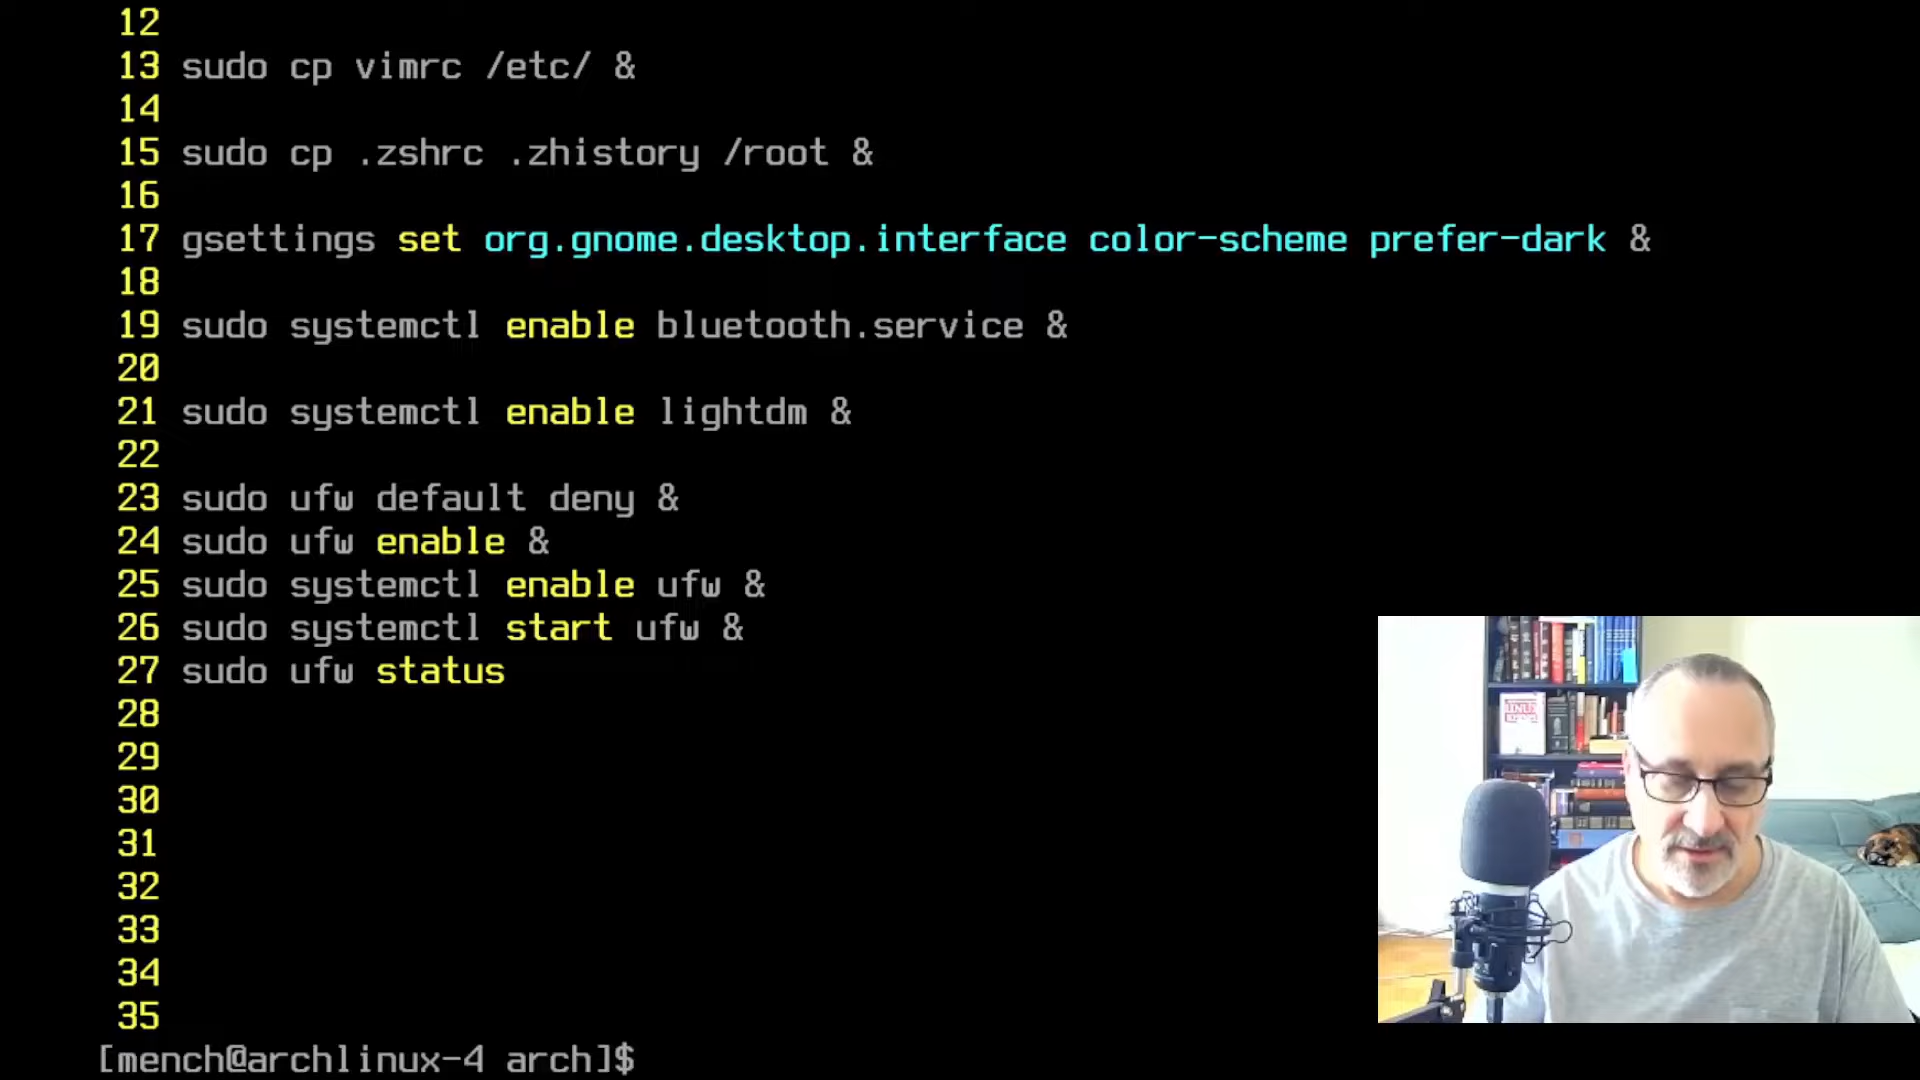 12
13 sudo cp vimrc /etc/ &
14
15 sudo cp .zshrc .zhistory /root &
16
17 gsettings set org.gnome.desktop.interface color-scheme prefer-dark &
18
19 sudo systemctl enable bluetooth.service &
20
21 sudo systemctl enable lightdm &
22
23 sudo ufw default deny &
24 sudo ufw enable &
25 sudo systemctl enable ufw &
26 sudo systemctl start ufw &
27 sudo ufw status
28
29
30
31
32
33
34
35
[mench@archlinux-4 arch]$
LINUX